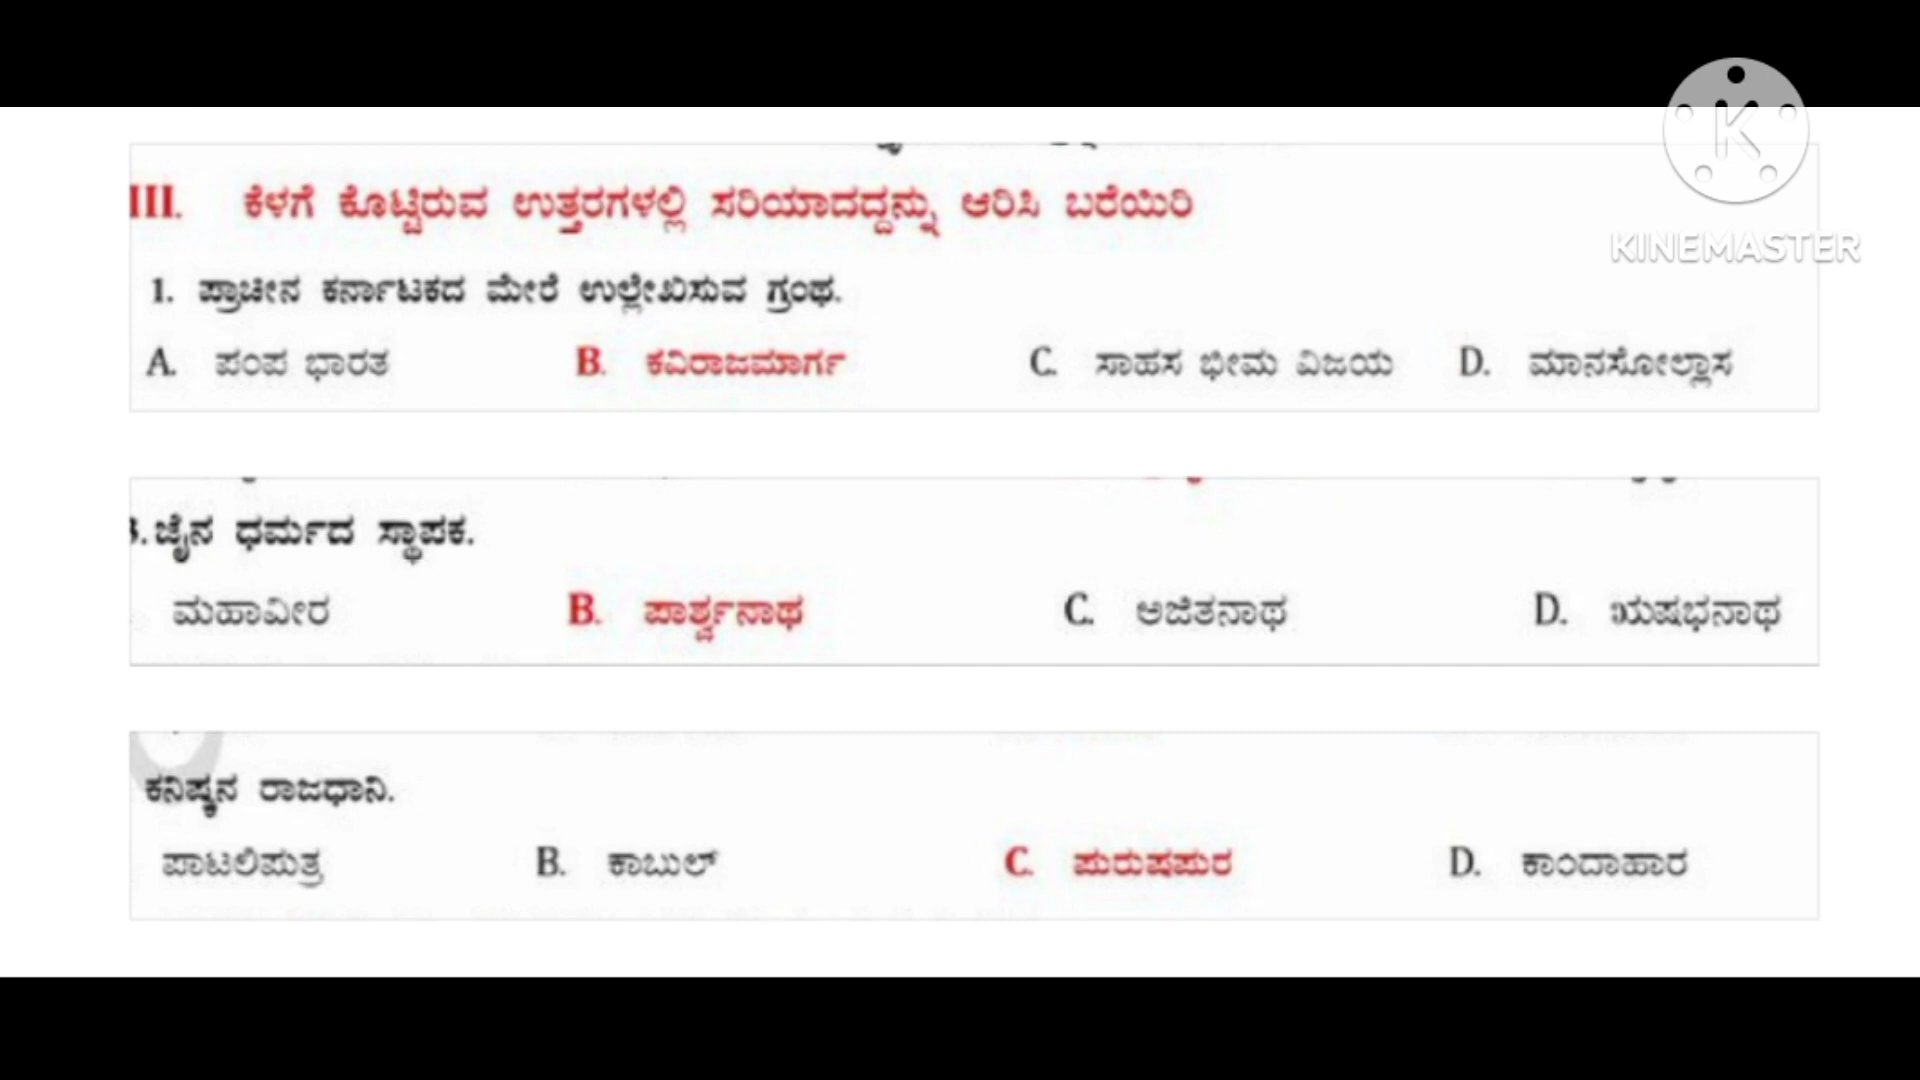 III. ಕೆಳಗೆ ಕೊಟ್ಟಿರುವ ಉತ್ತರಗಳಲ್ಲಿ ಸರಿಯಾದದ್ದನ್ನು ಆರಿಸಿ ಬರೆಯಿರಿ
KINEMASTER
1. ಪ್ರಾಚೀನ ಕರ್ನಾಟಕದ ಮೇರೆ ಉಲ್ಲೇಖಿಸುವ ಗ್ರಂಥ.
A. ಪಂಪ ಭಾರತ B. ಕವಿರಾಜಮಾರ್ಗ C. ಸಾಹಸ ಭೀಮ ವಿಜಯ D. ಮಾನಸೋಲ್ಲಾಸ
ಜೈನ ಧರ್ಮದ ಸ್ಥಾಪಕ.
ಮಹಾವೀರ B. ಪಾರ್ಶ್ವನಾಥ C. ಅಜಿತನಾಥ D. ಋಷಭನಾಥ
ಕನಿಷ್ಕನ ರಾಜಧಾನಿ.
ಪಾಟಲಿಪುತ್ರ B. ಕಾಬುಲ್ C. ಪುರುಷಪುರ D. ಕಾಂದಾಹಾರ